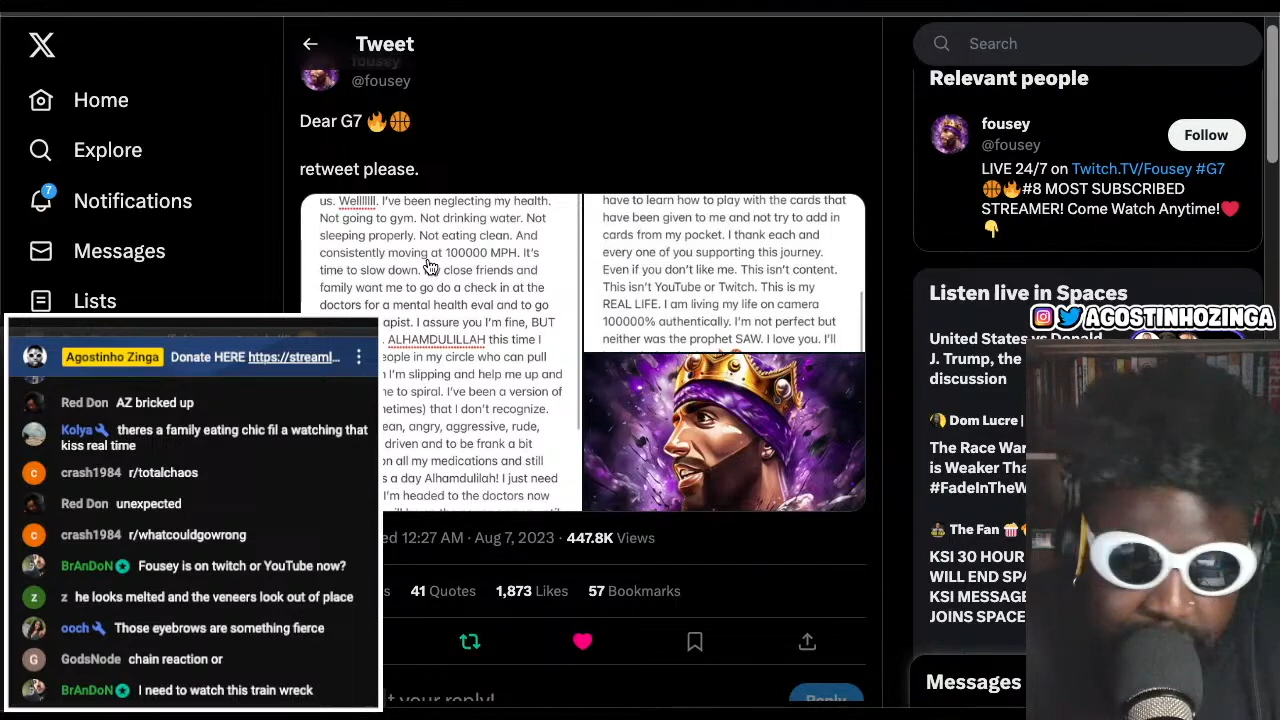 Tweet
Search
fousey
@fousey
Relevant people
Home
Dear G7 🔥🏀
fousey
@fousey
Follow
Explore
retweet please.
LIVE 24/7 on Twitch.TV/Fousey #G7
🏀🔥#8 MOST SUBSCRIBED
STREAMER! Come Watch Anytime!❤️
👇
7
Notifications
Messages
Lists
us. Welllllll. I've been neglecting my health.
Not going to gym. Not drinking water. Not
sleeping properly. Not eating clean. And
consistently moving at 100000 MPH. It's
time to slow down. close friends and
family want me to go do a check in at the
doctors for a mental health eval and to go
apist. I assure you I'm fine, BUT
ALHAMDULILLAH this time I
eople in my circle who can pull
n I'm slipping and help me up and
ne to spiral. I've been a version of
netimes) that I don't recognize.
ean, angry, aggressive, rude,
driven and to be frank a bit
on all my medications and still
s a day Alhamdulilah! I just need
I'm headed to the doctors now
have to learn how to play with the cards that
have been given to me and not try to add in
cards from my pocket. I thank each and
every one of you supporting this journey.
Even if you don't like me. This isn't content.
This isn't YouTube or Twitch. This is my
REAL LIFE. I am living my life on camera
100000% authentically. I'm not perfect but
neither was the prophet SAW. I love you. I'll
Listen live in Spaces
AGOSTINHOZINGA
United States
J. Trump, the
discussion
Dom Lucre |
The Race War
is Weaker Tha
#FadeInTheW
The Fan 🍿
KSI 30 HOUR
WILL END SPA
KSI MESSAGE
JOINS SPACE
Messages
Agostinho Zinga Donate HERE https://streaml...
Red Don AZ bricked up
Kolya theres a family eating chic fil a watching that
kiss real time
crash1984 r/totalchaos
Red Don unexpected
crash1984 r/whatcouldgowrong
BrAnDoN Fousey is on twitch or YouTube now?
z he looks melted and the veneers look out of place
ooch Those eyebrows are something fierce
GodsNode chain reaction or
BrAnDoN I need to watch this train wreck
ed 12:27 AM · Aug 7, 2023 · 447.8K Views
s 41 Quotes 1,873 Likes 57 Bookmarks
t your reply!
Reply